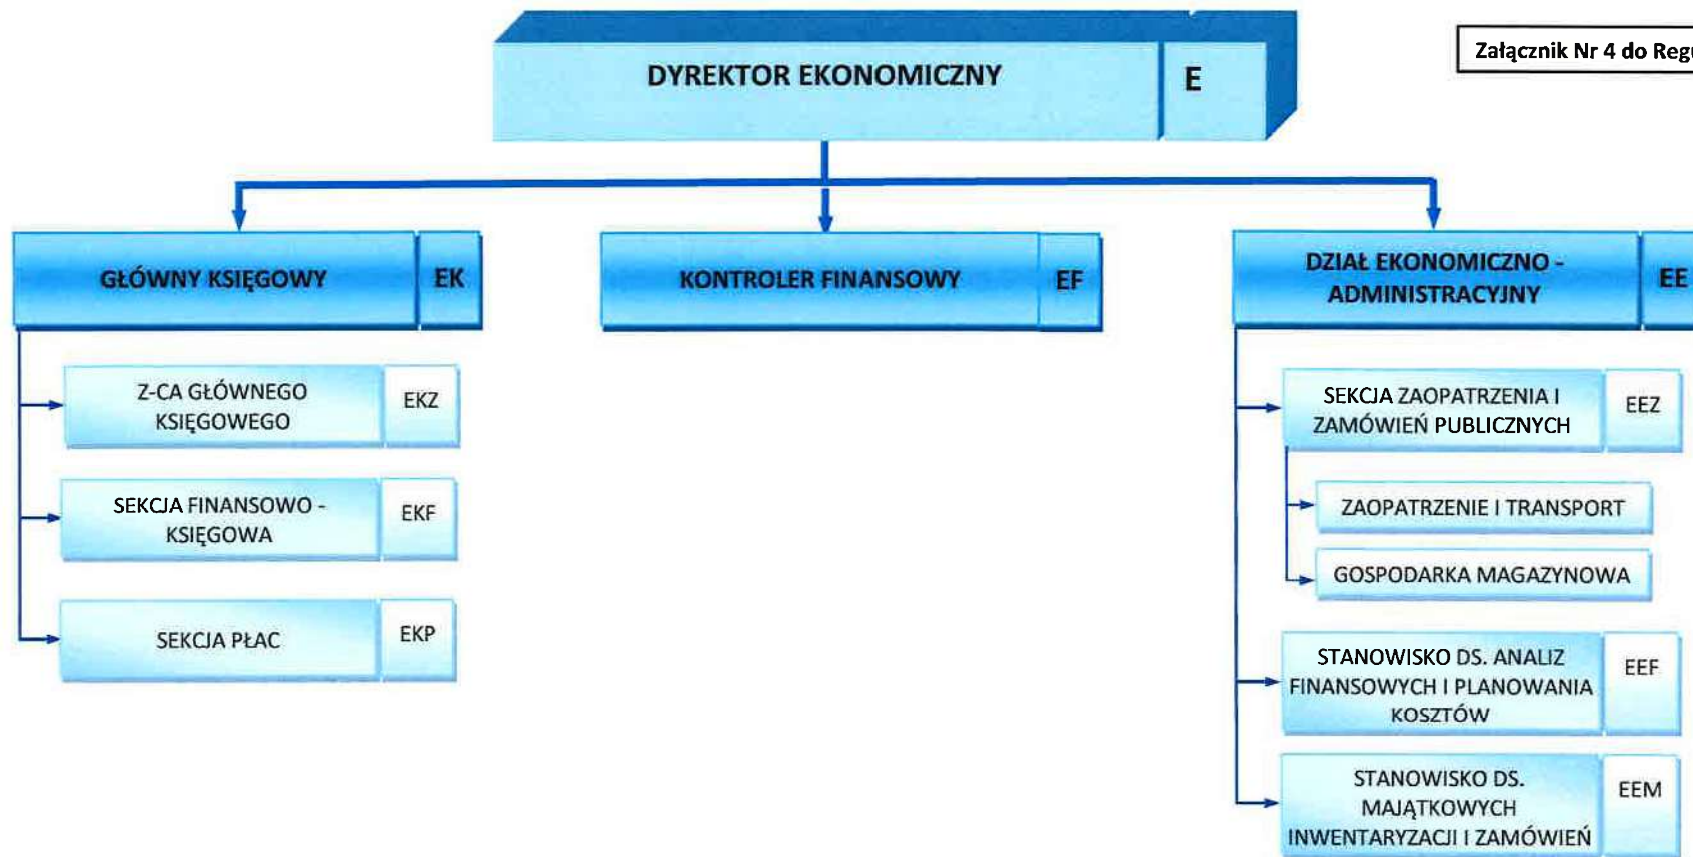 Załącznik Nr 4 do Regu
DYREKTOR EKONOMICZNY E
GŁÓWNY KSIĘGOWY EK
KONTROLER FINANSOWY EF
DZIAŁ EKONOMICZNO -
ADMINISTRACYJNY
EE
Z-CA GŁÓWNEGO
KSIĘGOWEGO
EKZ
SEKCJA FINANSOWO -
KSIĘGOWA
EKF
SEKCJA PŁAC EKP
SEKCJA ZAOPATRZENIA I
ZAMÓWIEŃ PUBLICZNYCH
EEZ
ZAOPATRZENIE I TRANSPORT
GOSPODARKA MAGAZYNOWA
STANOWISKO DS. ANALIZ
FINANSOWYCH I PLANOWANIA
KOSZTÓW
EEF
STANOWISKO DS.
MAJĄTKOWYCH
INWENTARYZACJI I ZAMÓWIEŃ
EEM